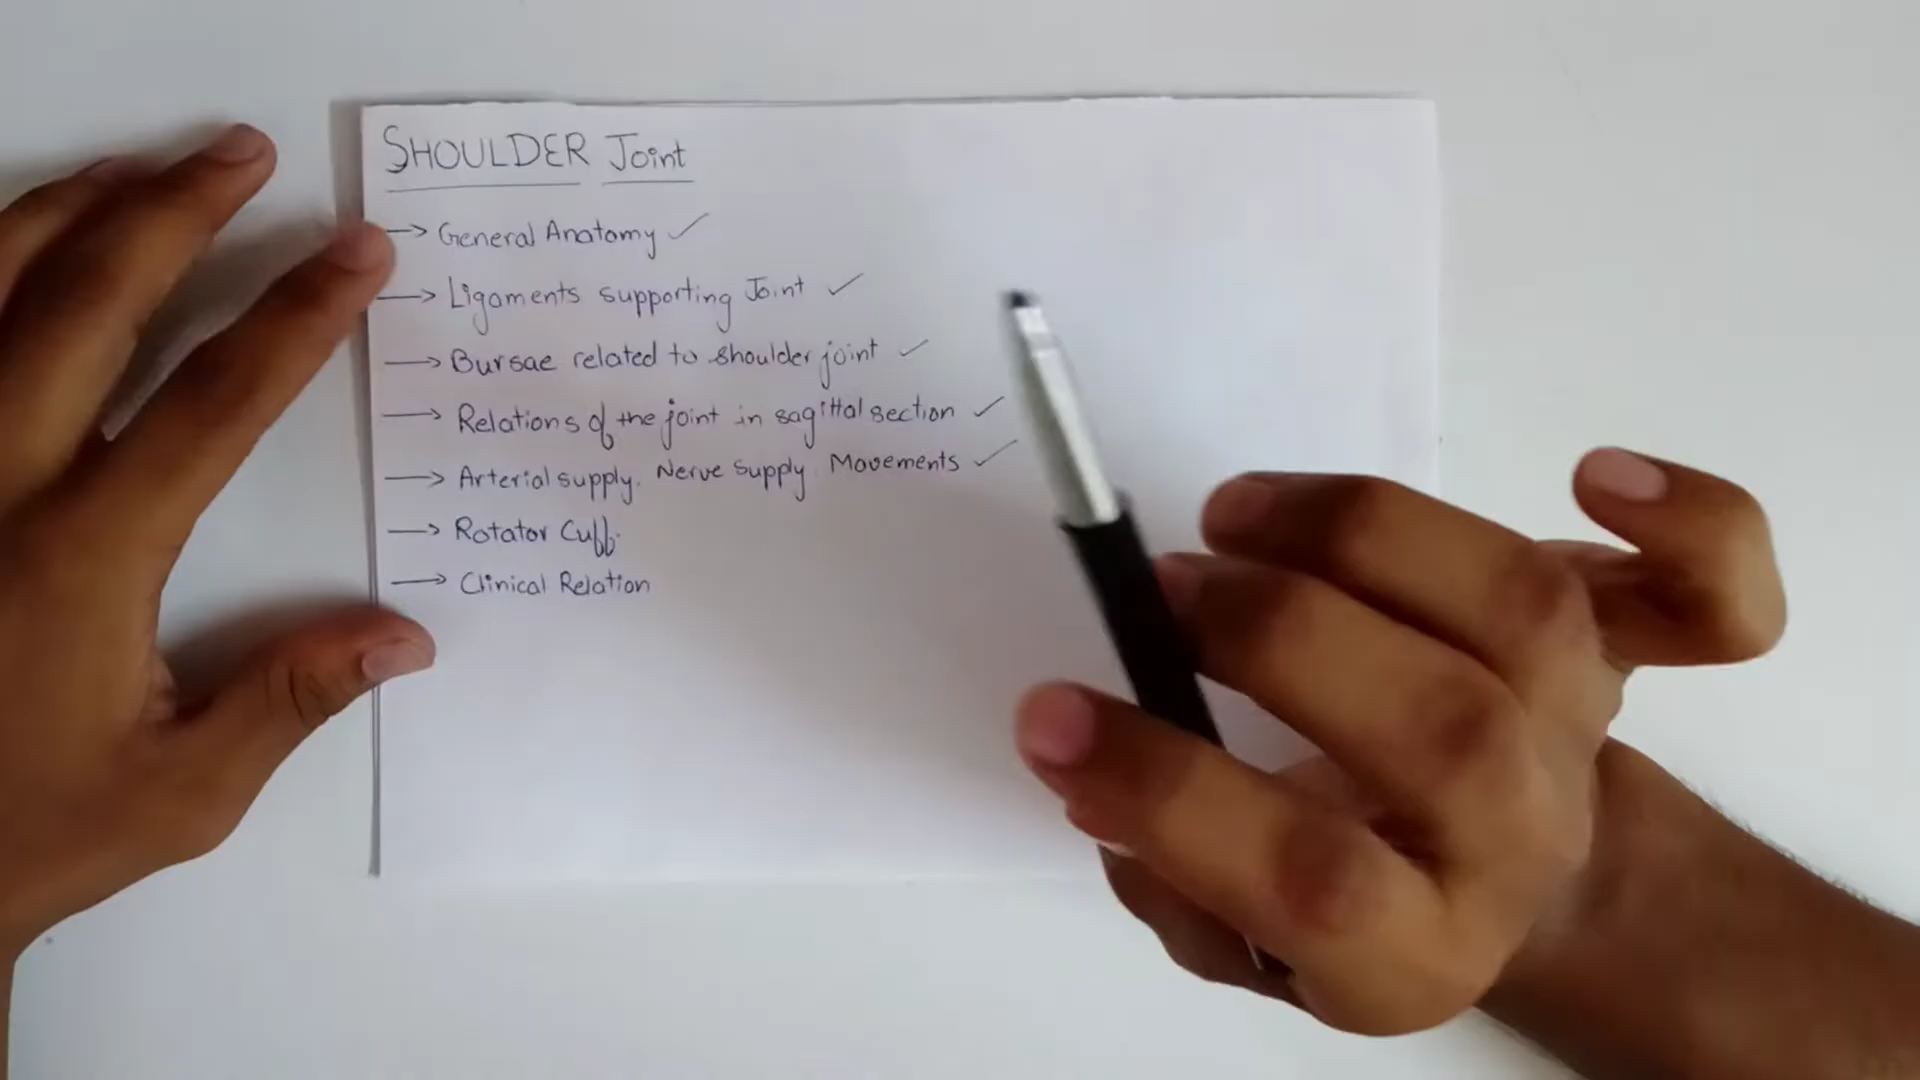 SHOULDER Joint
→ General Anatomy ✓
→ Ligaments supporting Joint ✓
→ Bursae related to shoulder joint ✓
→ Relations of the joint in sagittal section ✓
→ Arterial supply. Nerve Supply. Movements ✓
→ Rotator Cuff.
→ Clinical Relation